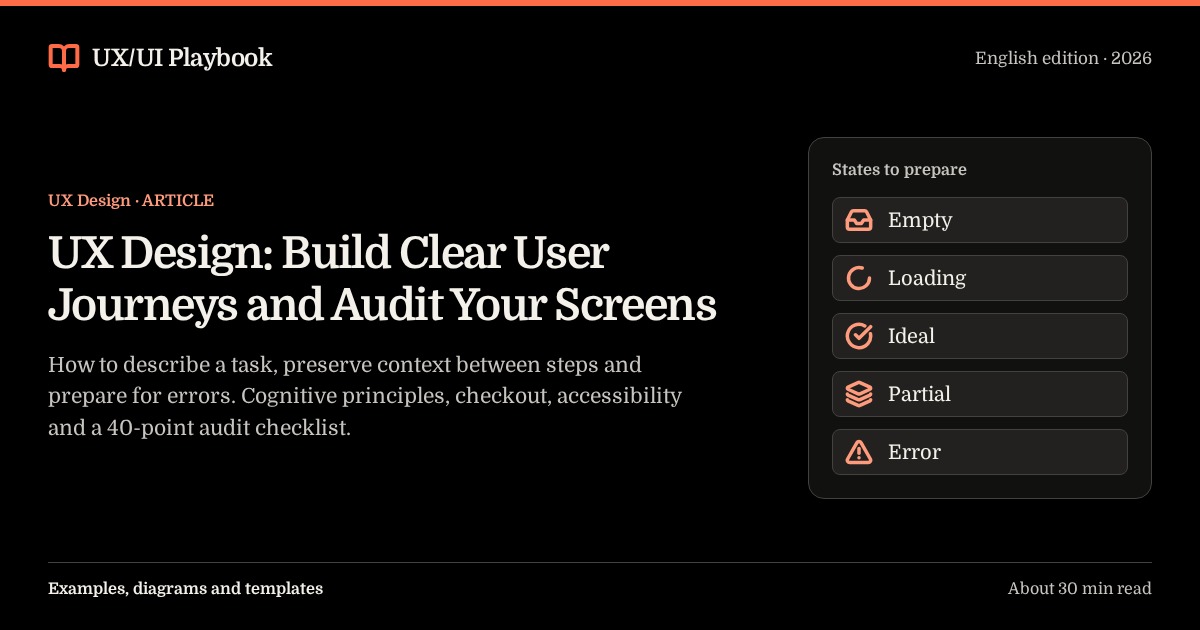 UX/UI Playbook
English edition · 2026
UX Design · ARTICLE
UX Design: Build Clear User
Journeys and Audit Your Screens
How to describe a task, preserve context between steps and
prepare for errors. Cognitive principles, checkout, accessibility
and a 40-point audit checklist.
States to prepare
Empty
Loading
Ideal
Partial
Error
Examples, diagrams and templates
About 30 min read